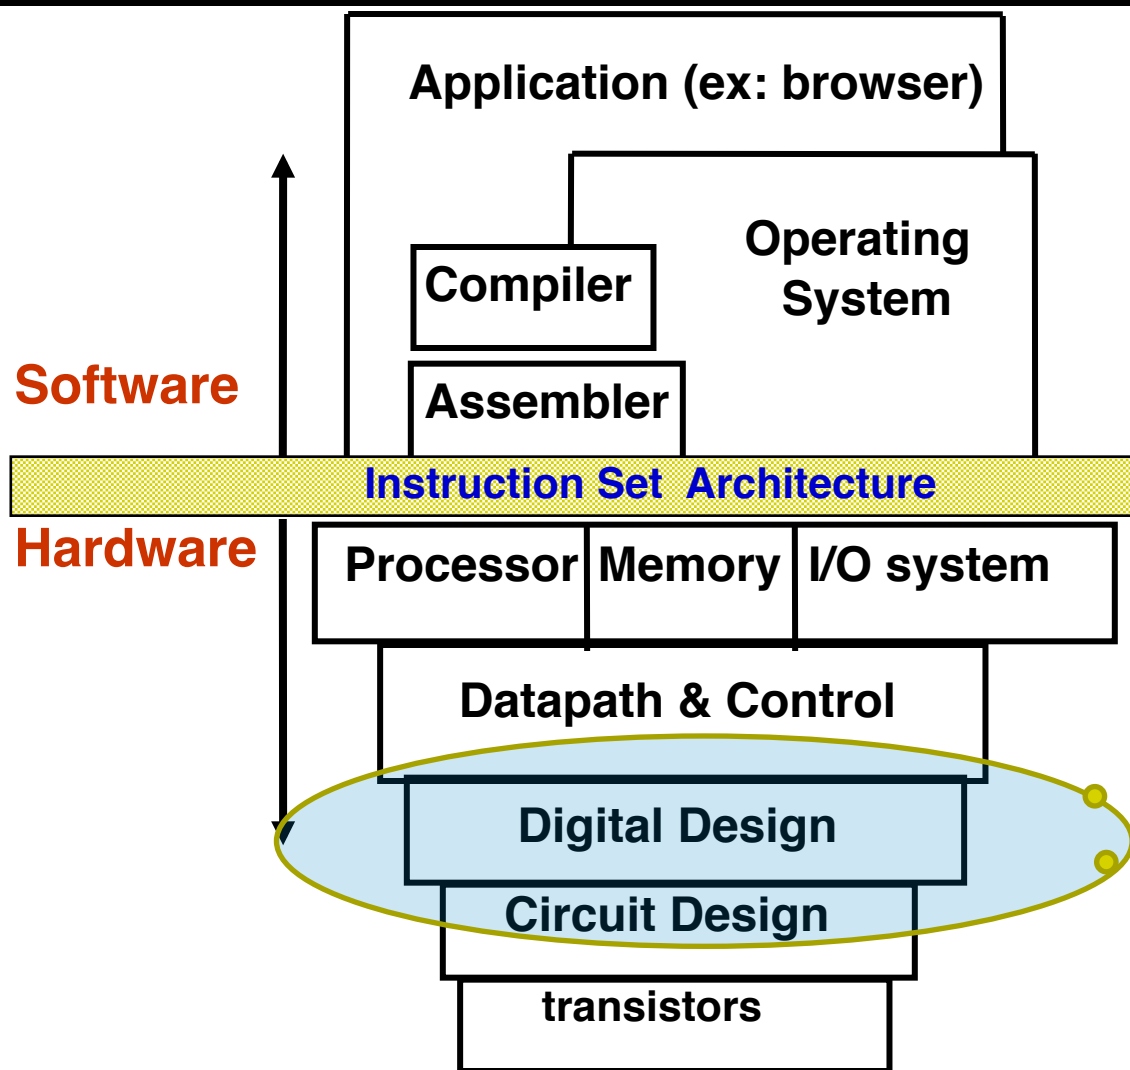 Application (ex: browser)
Operating
System
Compiler
Assembler
Software
Instruction Set Architecture
Hardware
Processor
Memory
I/O system
Datapath & Control
Digital Design
Circuit Design
transistors